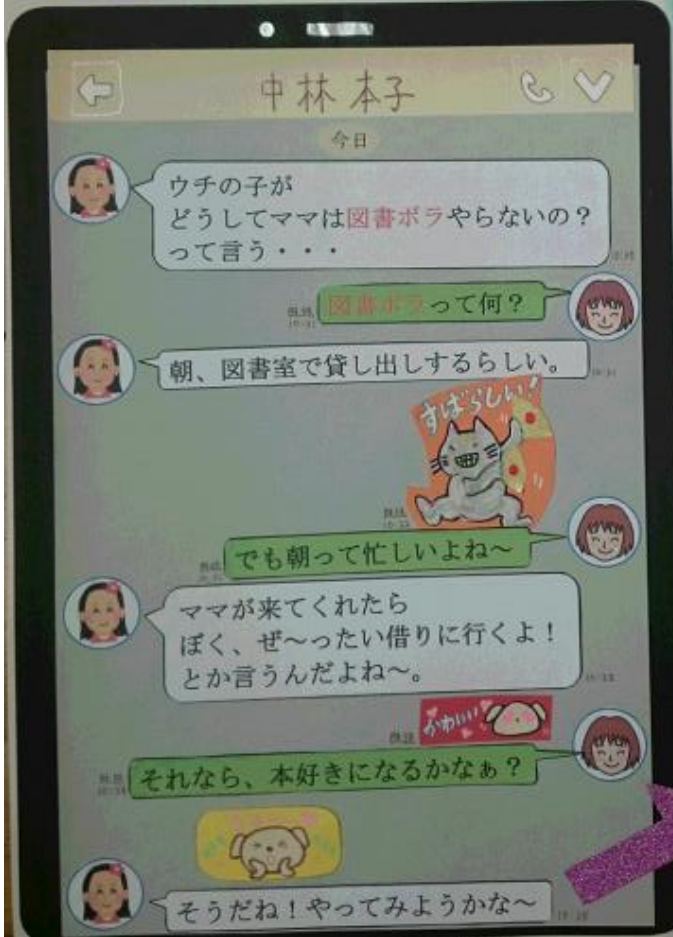 中林 本子
今日
ウチの子が
どうしてママは図書ボラやらないの？
って言う・・・
図書ボラって何？
朝、図書室で貸し出しするらしい。
すばらしい！
でも朝って忙しいよね～
ママが来てくれたら
ぼく、ぜ～ったい借りに行くよ！
とか言うんだよね～。
かわいい
それなら、本好きになるかなぁ？
そうだね！やってみようかな～